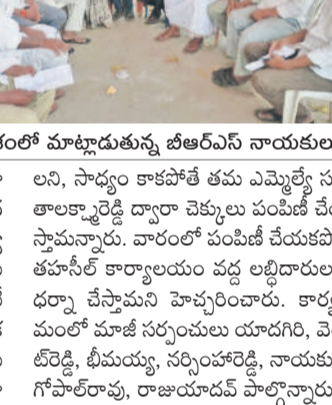 మాట్లాడుతున్న బీఆర్ఎస్ నాయకులు
లని, సాధ్యం కాకపోతే తమ ఎమ్మెల్యే
తాలక్ష్మారెడ్డి ద్వారా చెక్కులు పంపిణీ
స్తామన్నారు. వారంలో పంపిణీ
తహసీల్ కార్యాలయం వద్ద లబ్ధిదారుల
ధర్నా చేస్తామని హెచ్చరించారు.
మంలో మాజీ సర్పంచులు యాదగిరి,
ట్‌రెడ్డి, భీమయ్య, నర్సింహారెడ్డి, నాయకు
గోపాల్‌రావు, రాజుయాదవ్ పాల్గొన్నారు